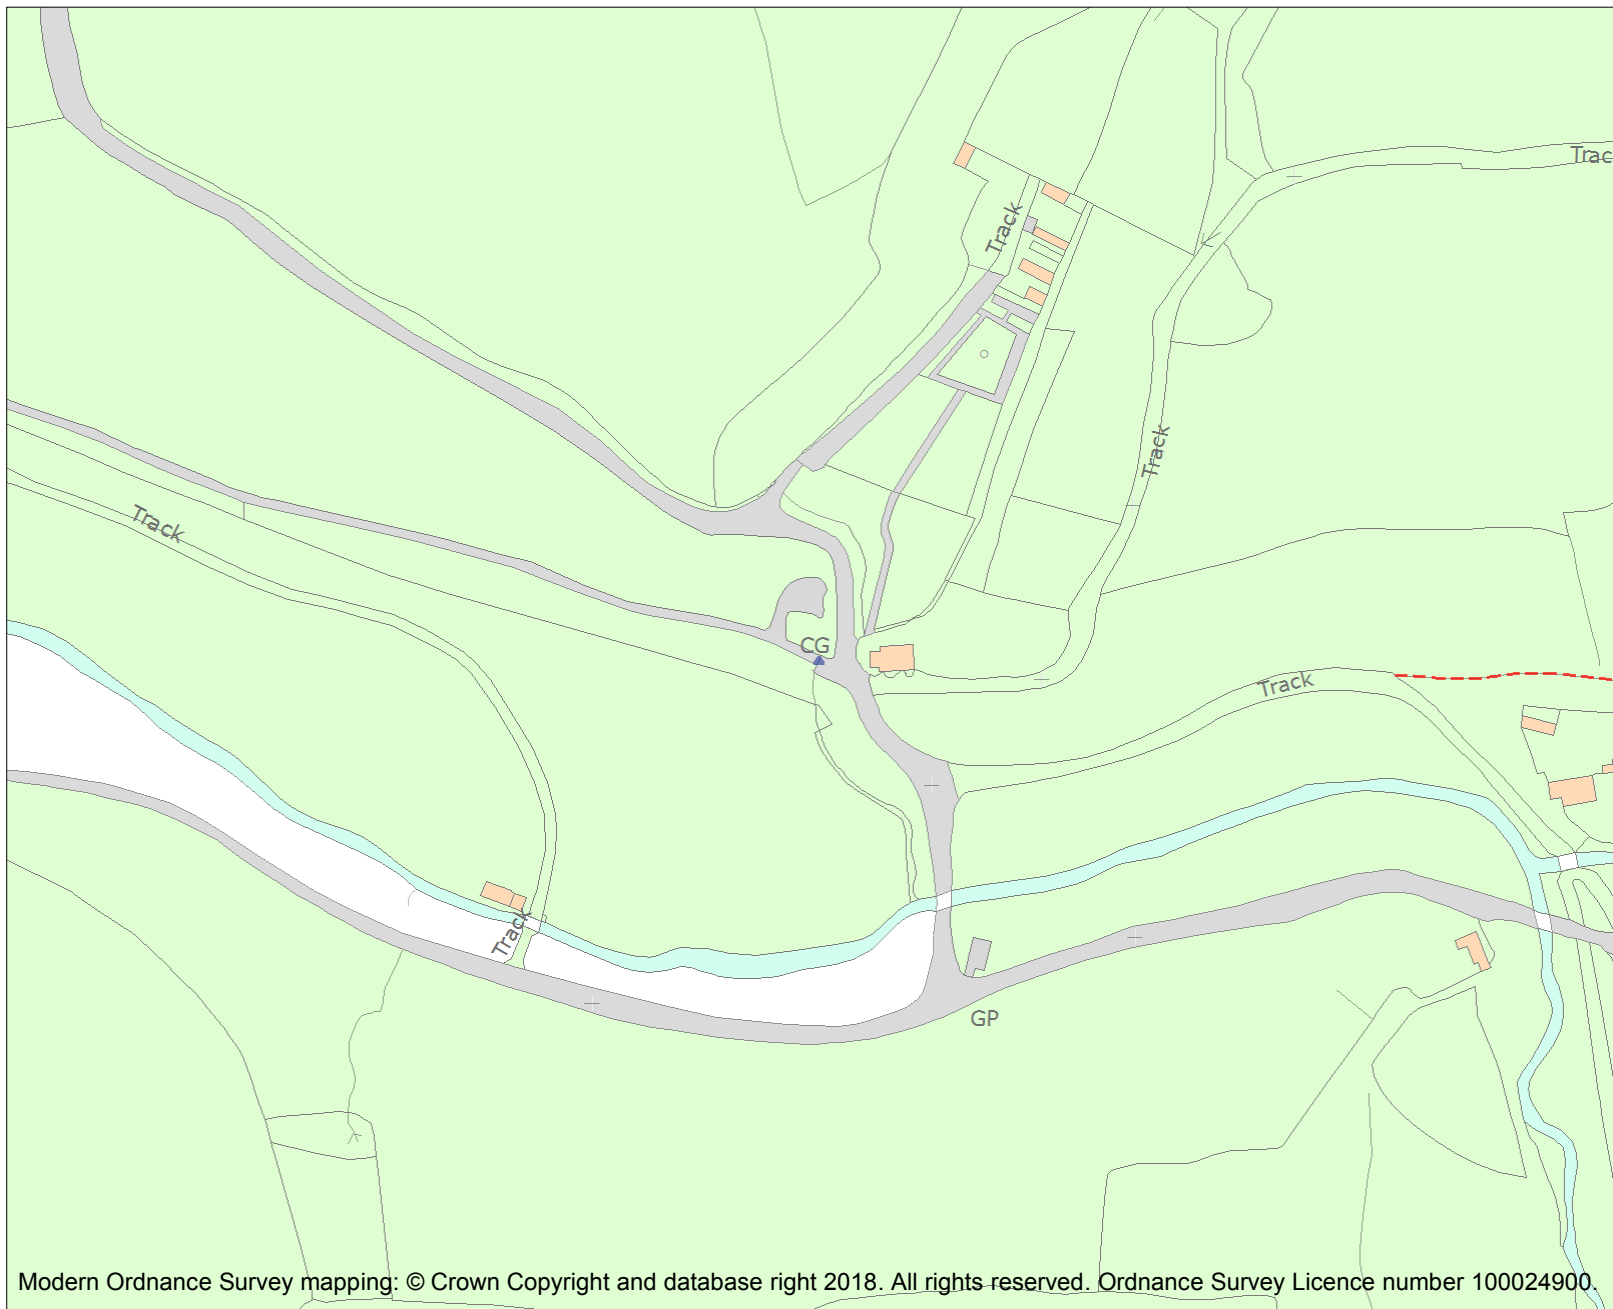 Trac
Track
Track
Track
CG
Track
Track
GP
Modern Ordnance Survey mapping: © Crown Copyright and database right 2018. All rights reserved. Ordnance Survey Licence number 100024900.